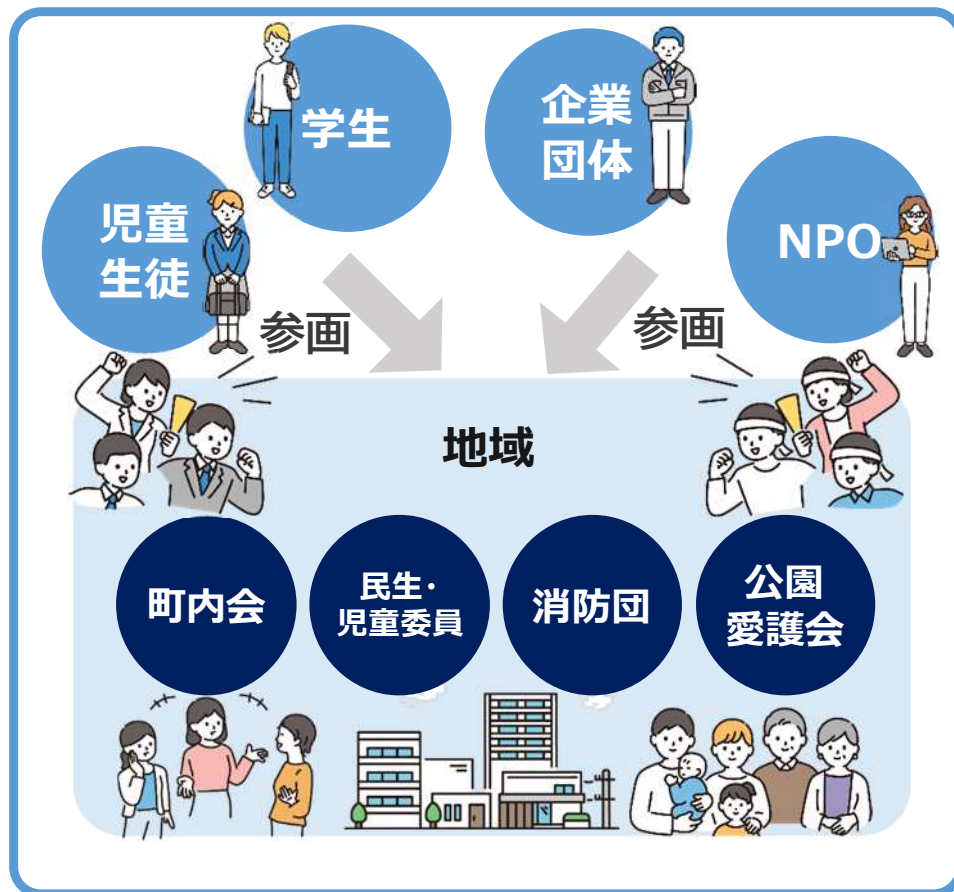 学生
企業
団体
児童
生徒
NPO
参画
参画
地域
町内会
民生・
児童委員
消防団
公園
愛護会